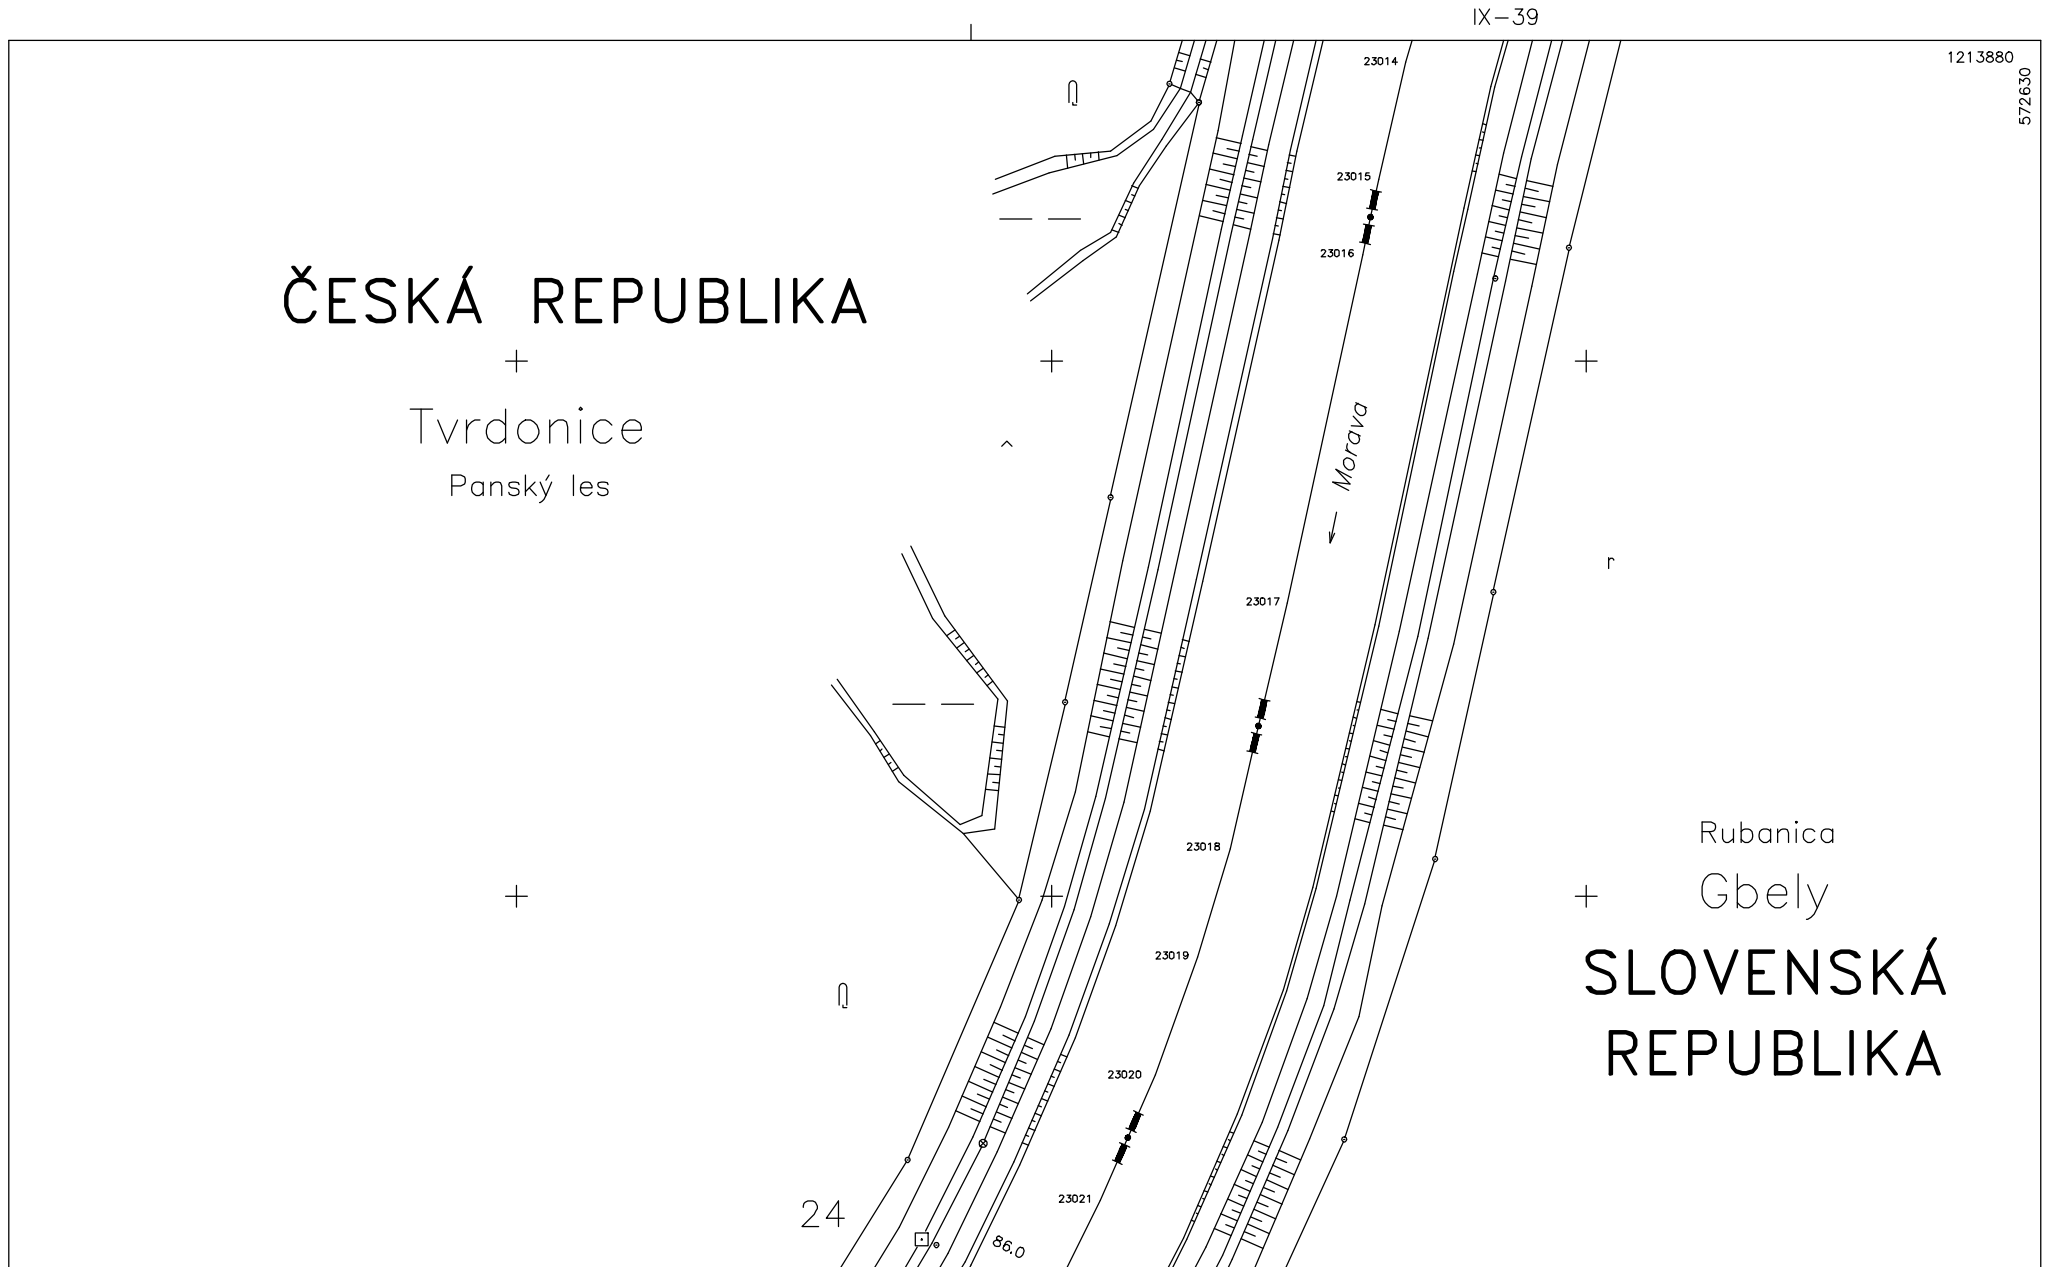 IX-39
1213880
572630
23014
23015
23016
ČESKÁ REPUBLIKA
Tvrdonice
Panský les
Morava
r
23017
23018
Rubanica
Gbely
SLOVENSKÁ
REPUBLIKA
23019
23020
23021
24
86.0